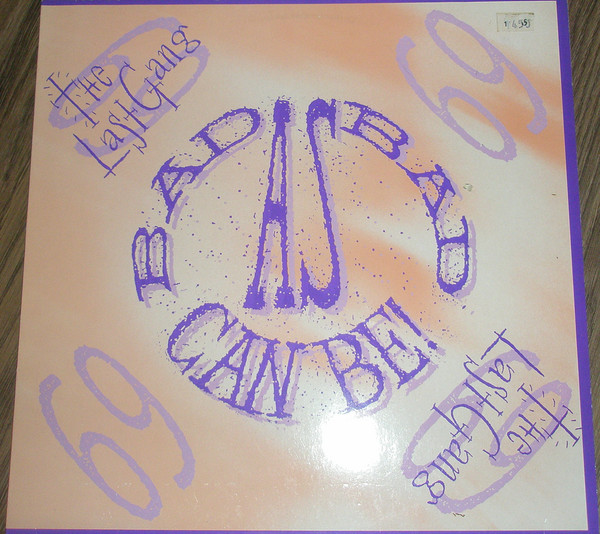 The
Last Gang
69
BAD AS BAD
CAN BE!
69
The
Last Gang